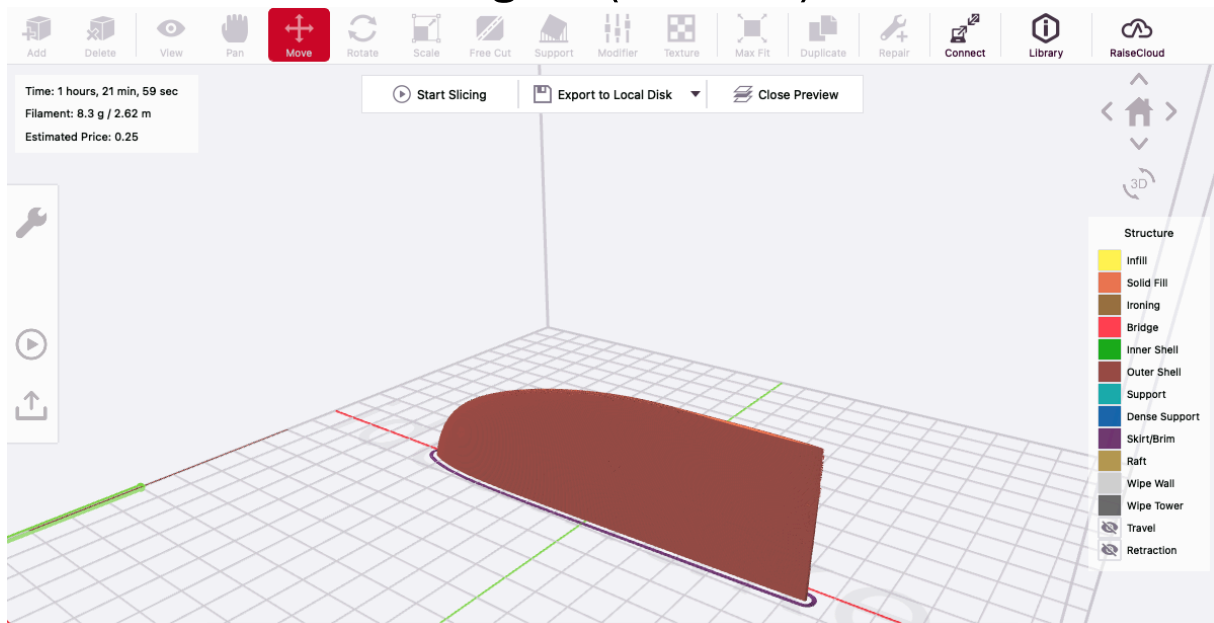 Add Delete View Pan Move Rotate Scale Free Cut Support Modifier Texture Max Fit Duplicate Repair Connect Library RaiseCloud
Time: 1 hours, 21 min, 59 sec
Filament: 8.3 g / 2.62 m
Estimated Price: 0.25
Start Slicing Export to Local Disk Close Preview
3D
Structure
Infill
Solid Fill
Ironing
Bridge
Inner Shell
Outer Shell
Support
Dense Support
Skirt/Brim
Raft
Wipe Wall
Wipe Tower
Travel
Retraction